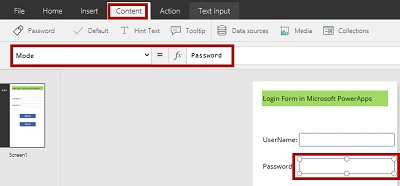 Home Insert Content Action Text input
Password Default Hint Text Tooltip Data sources Media Collections
Mode = fx Password
Login Form in Microsoft PowerApps
UserName:
Password
Screen1